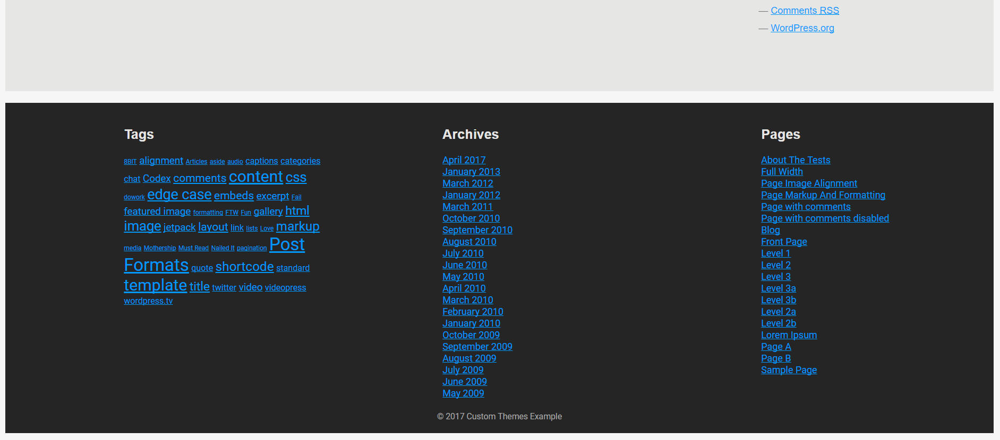 — Comments RSS
— WordPress.org
Tags
8BIT alignment Articles aside audio captions categories
chat Codex comments content css
dowork edge case embeds excerpt Fail
featured image formatting FTW Fun gallery html
image jetpack layout link lists Love markup
media Mothership Must Read Nailed It pagination Post
Formats quote shortcode standard
template title twitter video videopress
wordpress.tv
Archives
April 2017
January 2013
March 2012
January 2012
March 2011
October 2010
September 2010
August 2010
July 2010
June 2010
May 2010
April 2010
March 2010
February 2010
January 2010
October 2009
September 2009
August 2009
July 2009
June 2009
May 2009
Pages
About The Tests
Full Width
Page Image Alignment
Page Markup And Formatting
Page with comments
Page with comments disabled
Blog
Front Page
Level 1
Level 2
Level 3
Level 3a
Level 3b
Level 2a
Level 2b
Lorem Ipsum
Page A
Page B
Sample Page
© 2017 Custom Themes Example